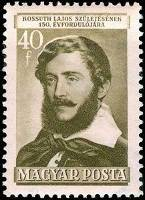 KOSSUTH LAJOS SZÜLETÉSÉNEK
150. ÉVFORDULÓJÁRA
40
f
MAGYAR POSTA